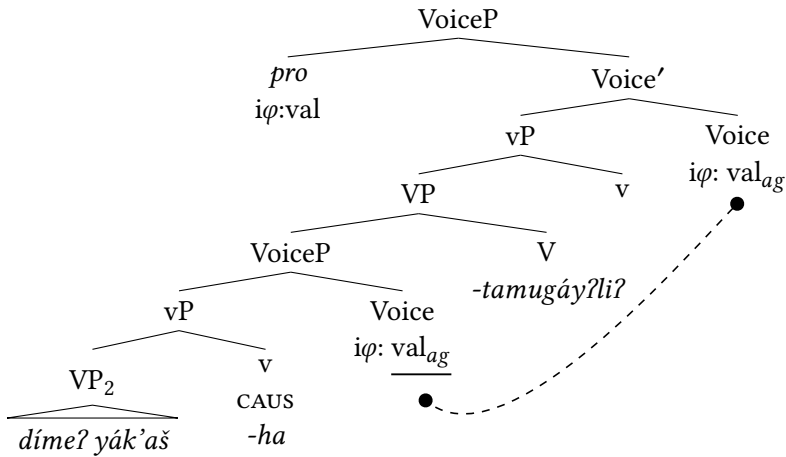 VoiceP
pro
Voice′
iφ:val
vP
Voice
iφ: val_ag
VP
v
VoiceP
V
-tamugáyʔliʔ
vP
Voice
iφ: val_ag
VP₂
v
CAUS
dímeʔ yák’aš
-ha